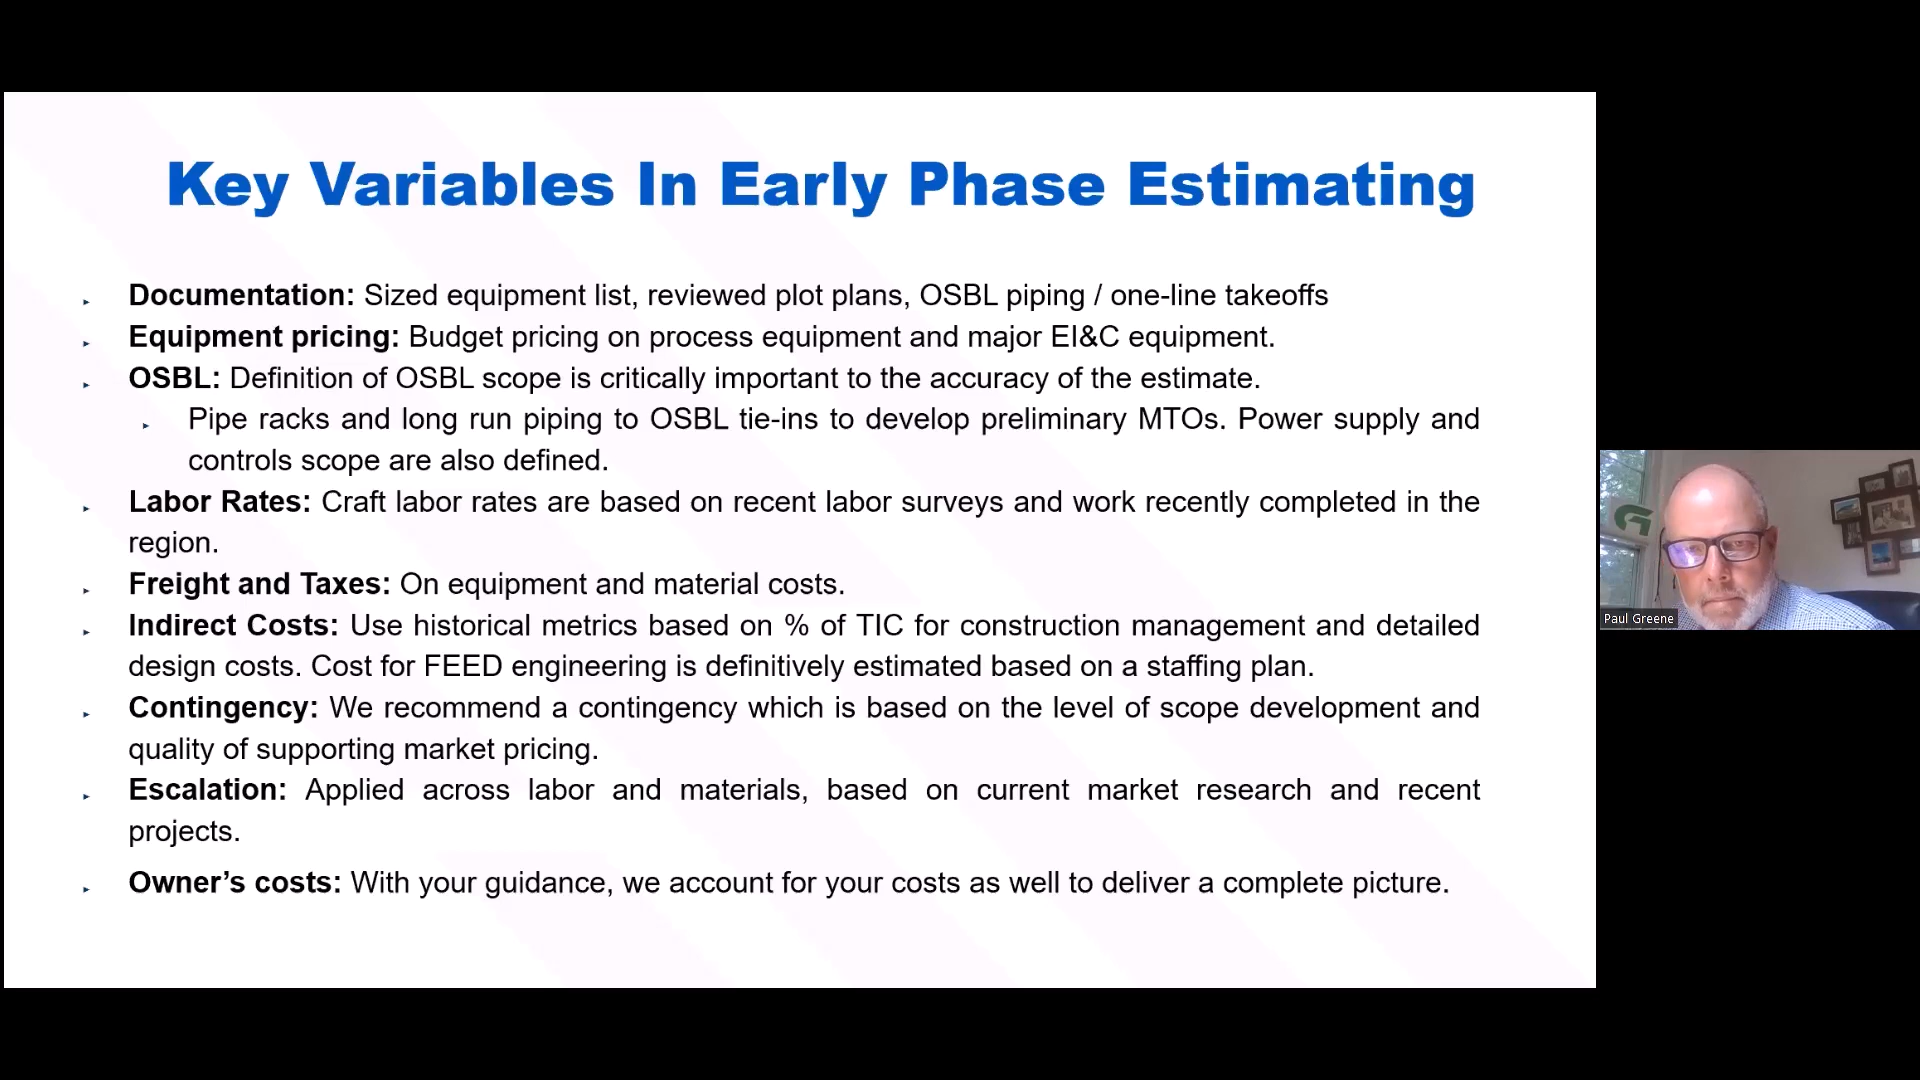 Key Variables In Early Phase Estimating
Documentation: Sized equipment list, reviewed plot plans, OSBL piping / one-line takeoffs
Equipment pricing: Budget pricing on process equipment and major EI&C equipment.
OSBL: Definition of OSBL scope is critically important to the accuracy of the estimate.
Pipe racks and long run piping to OSBL tie-ins to develop preliminary MTOs. Power supply and
controls scope are also defined.
Labor Rates: Craft labor rates are based on recent labor surveys and work recently completed in the
region.
Freight and Taxes: On equipment and material costs.
Indirect Costs: Use historical metrics based on % of TIC for construction management and detailed
design costs. Cost for FEED engineering is definitively estimated based on a staffing plan.
Contingency: We recommend a contingency which is based on the level of scope development and
quality of supporting market pricing.
Escalation: Applied across labor and materials, based on current market research and recent
projects.
Owner’s costs: With your guidance, we account for your costs as well to deliver a complete picture.
Paul Greene